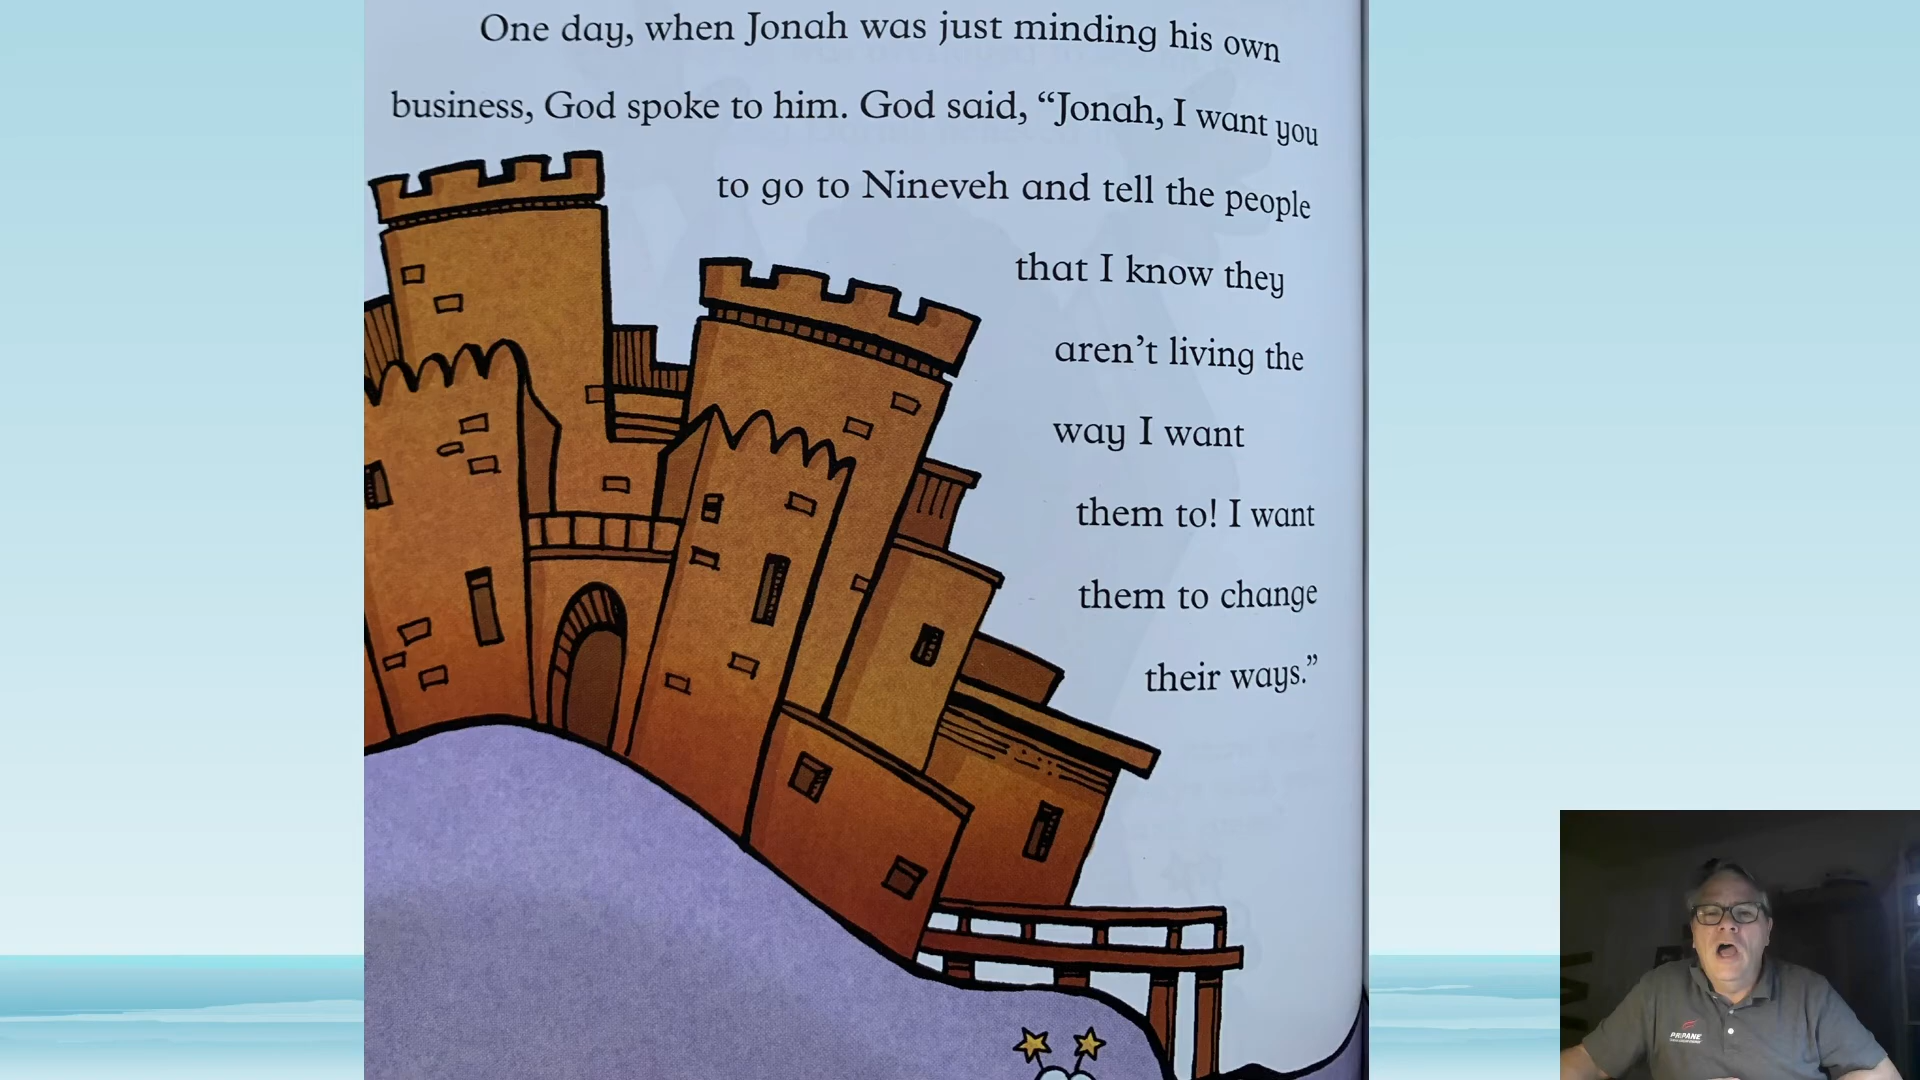 One day, when Jonah was just minding his own
business, God spoke to him. God said, “Jonah, I want you
to go to Nineveh and tell the people
that I know they
aren’t living the
way I want
them to! I want
them to change
their ways.”
PROPANE